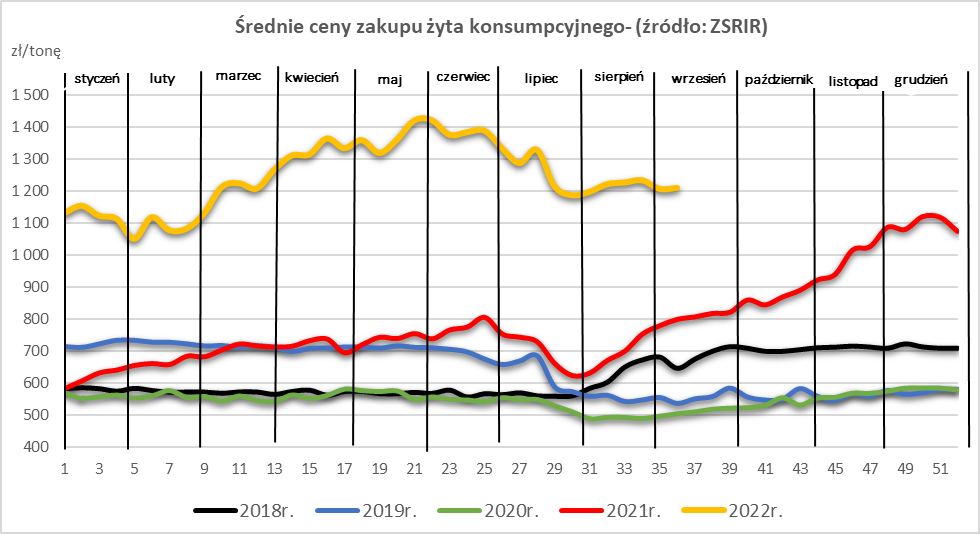 Średnie ceny zakupu żyta konsumpcyjnego- (źródło: ZSRIR)
zł/tonę
styczeń luty marzec kwiecień maj czerwiec lipiec sierpień wrzesień październik listopad grudzień
1 500
1 400
1 300
1 200
1 100
1 000
900
800
700
600
500
400
1 3 5 7 9 11 13 15 17 19 21 23 25 27 29 31 33 35 37 39 41 43 45 47 49 51
2018r. 2019r. 2020r. 2021r. 2022r.